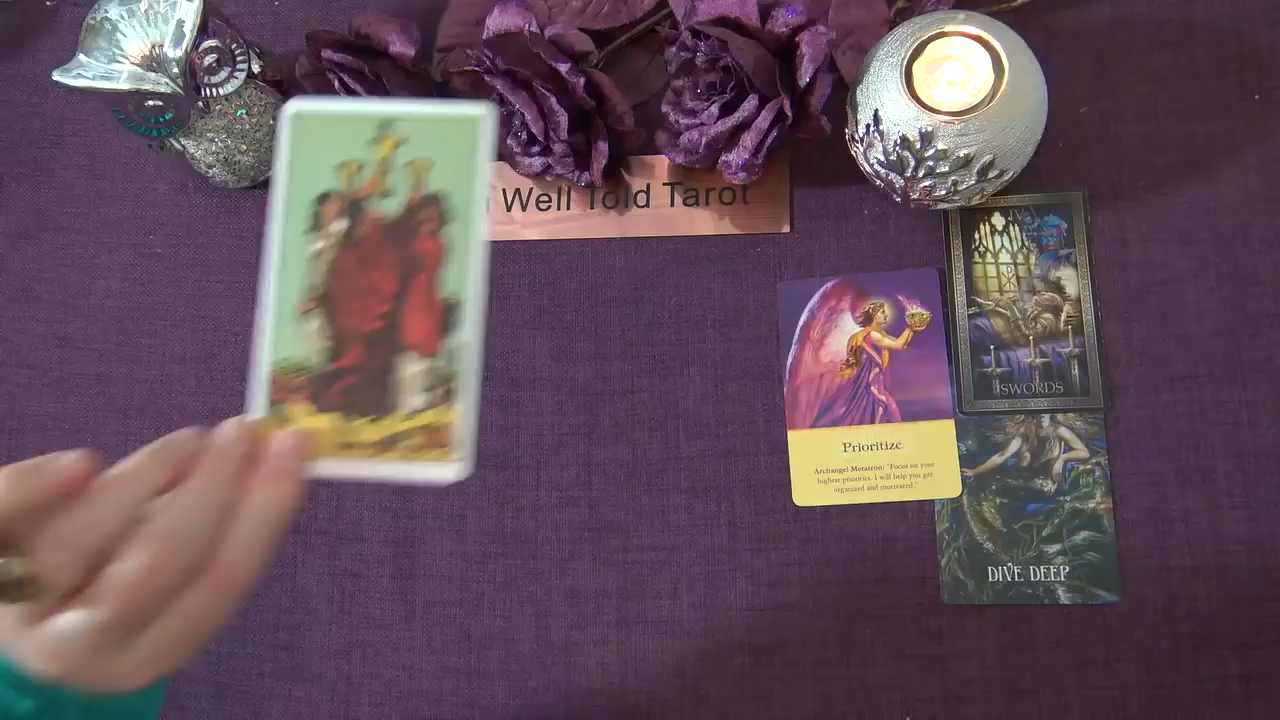 Well Told Tarot
IV
SWORDS
Prioritize
Archangel Metatron: "Focus on your
highest priorities. I will help you get
organized and motivated."
DIVE DEEP